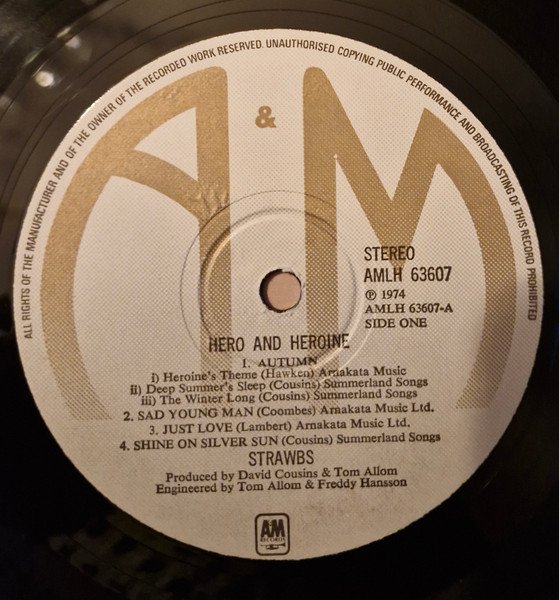 ALL RIGHTS OF THE MANUFACTURER AND OF THE OWNER OF THE RECORDED WORK RESERVED. UNAUTHORISED COPYING PUBLIC PERFORMANCE AND BROADCASTING OF THIS RECORD PROHIBITED
A & M
STEREO
AMLH 63607
℗ 1974
AMLH 63607-A
SIDE ONE
HERO AND HEROINE
1. AUTUMN
i) Heroine's Theme (Hawken) Arnakata Music
ii) Deep Summer's Sleep (Cousins) Summerland Songs
iii) The Winter Long (Cousins) Summerland Songs
2. SAD YOUNG MAN (Coombes) Arnakata Music Ltd.
3. JUST LOVE (Lambert) Arnakata Music Ltd.
4. SHINE ON SILVER SUN (Cousins) Summerland Songs
STRAWBS
Produced by David Cousins & Tom Allom
Engineered by Tom Allom & Freddy Hansson
AM
RECORDS